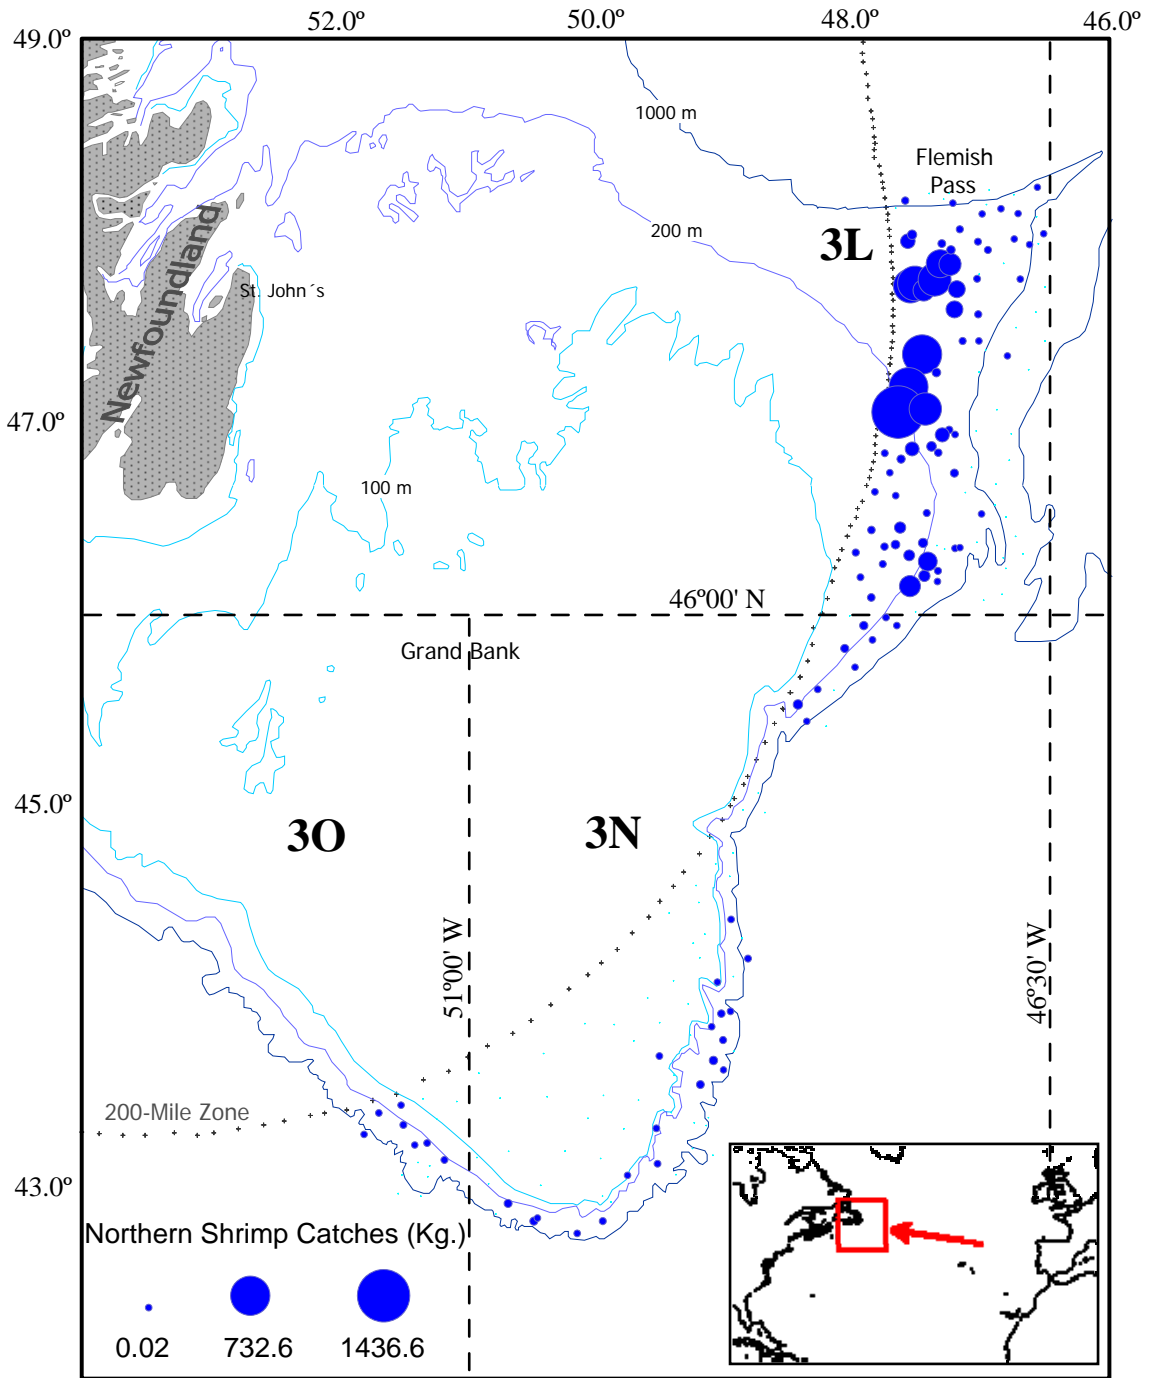 52.0º 50.0º 48.0º 46.0º
49.0º
1000 m
Flemish
Pass
200 m
3L
Newfoundland
St. John´s
47.0º
100 m
46º00' N
Grand Bank
45.0º
3O
3N
51º00' W
46º30' W
200-Mile Zone
43.0º
Northern Shrimp Catches (Kg.)
0.02 732.6 1436.6